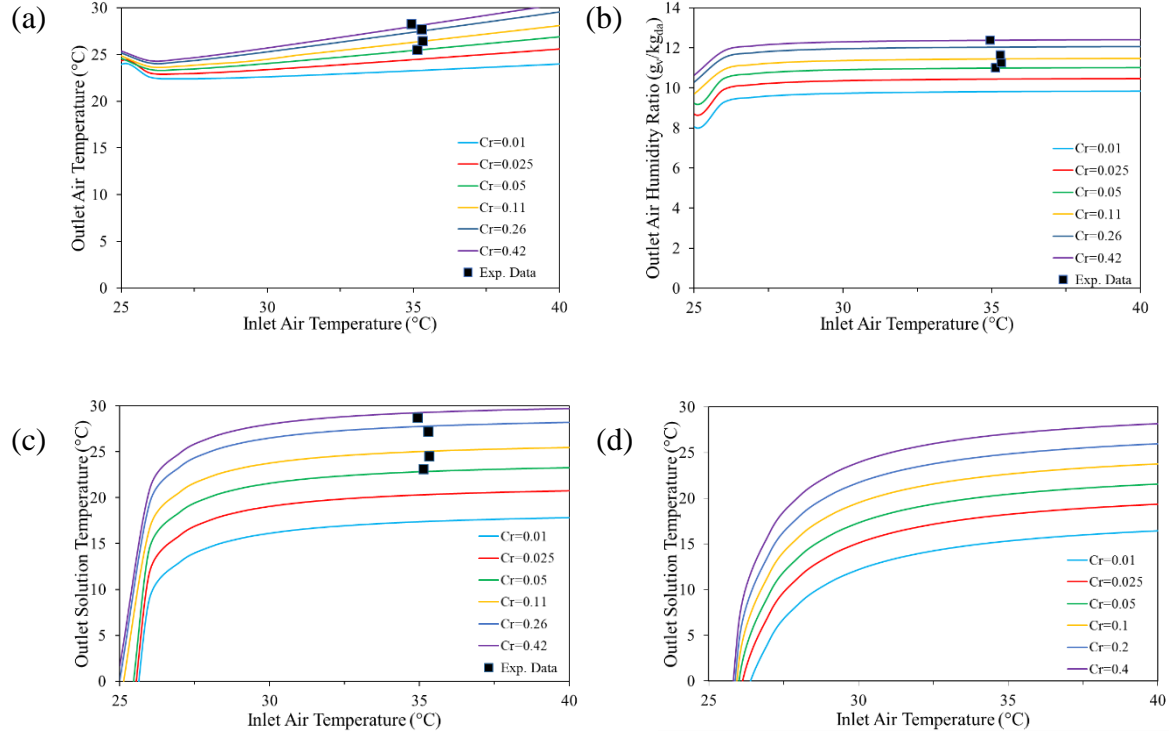 (a)
30
25
20
15
10
5
0
Outlet Air Temperature (°C)
25
30
35
40
Inlet Air Temperature (°C)
Cr=0.01
Cr=0.025
Cr=0.05
Cr=0.11
Cr=0.26
Cr=0.42
Exp. Data
(b)
14
12
10
8
6
4
2
0
Outlet Air Humidity Ratio (gv/kgda)
25
30
35
40
Inlet Air Temperature (°C)
Cr=0.01
Cr=0.025
Cr=0.05
Cr=0.11
Cr=0.26
Cr=0.42
Exp. Data
(c)
30
25
20
15
10
5
0
Outlet Solution Temperature (°C)
25
30
35
40
Inlet Air Temperature (°C)
Cr=0.01
Cr=0.025
Cr=0.05
Cr=0.11
Cr=0.26
Cr=0.42
Exp. Data
(d)
30
25
20
15
10
5
0
Outlet Solution Temperature (°C)
25
30
35
40
Inlet Air Temperature (°C)
Cr=0.01
Cr=0.025
Cr=0.05
Cr=0.1
Cr=0.2
Cr=0.4